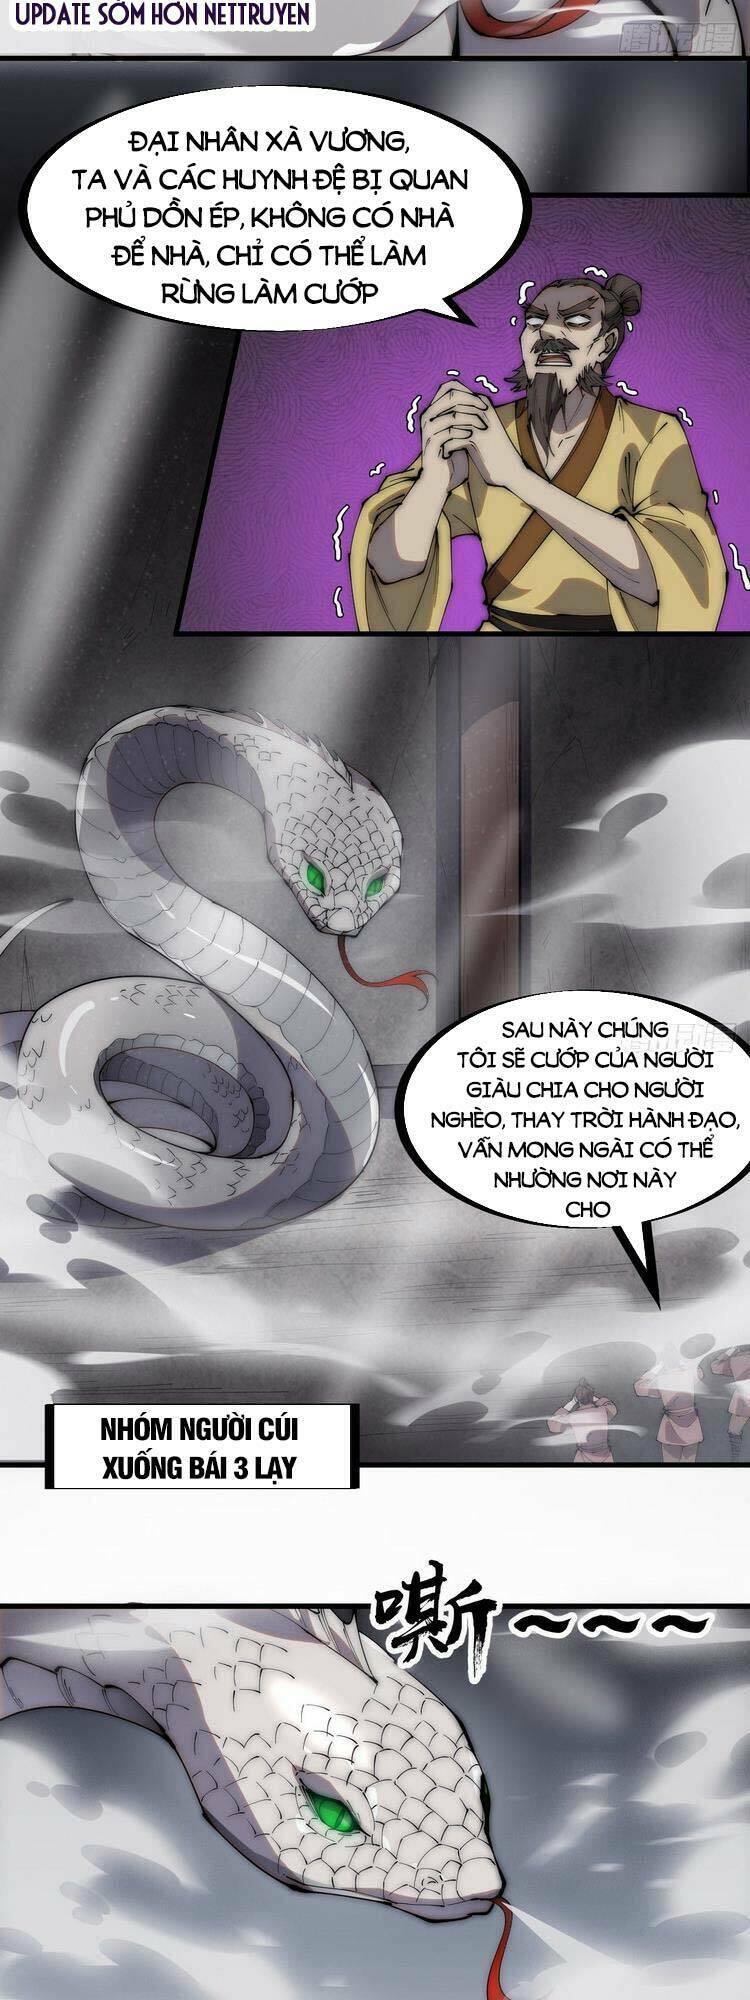 UPDATE SỚM HƠN NETTRUYEN
ĐẠI NHÂN XÀ VƯƠNG,
TA VÀ CÁC HUYNH ĐỆ BỊ QUAN
PHỦ DỒN ÉP, KHÔNG CÓ NHÀ
ĐỂ NHÀ, CHỈ CÓ THỂ LÀM
RỪNG LÀM CƯỚP
SAU NÀY CHÚNG
TÔI SẼ CƯỚP CỦA NGƯỜI
GIÀU CHIA CHO NGƯỜI
NGHÈO, THAY TRỜI HÀNH ĐẠO,
VẤN MONG NGÀI CÓ THỂ
NHƯỜNG NƠI NÀY
CHO
NHÓM NGƯỜI CÚI
XUỐNG BÁI 3 LẠY
嘶~~~